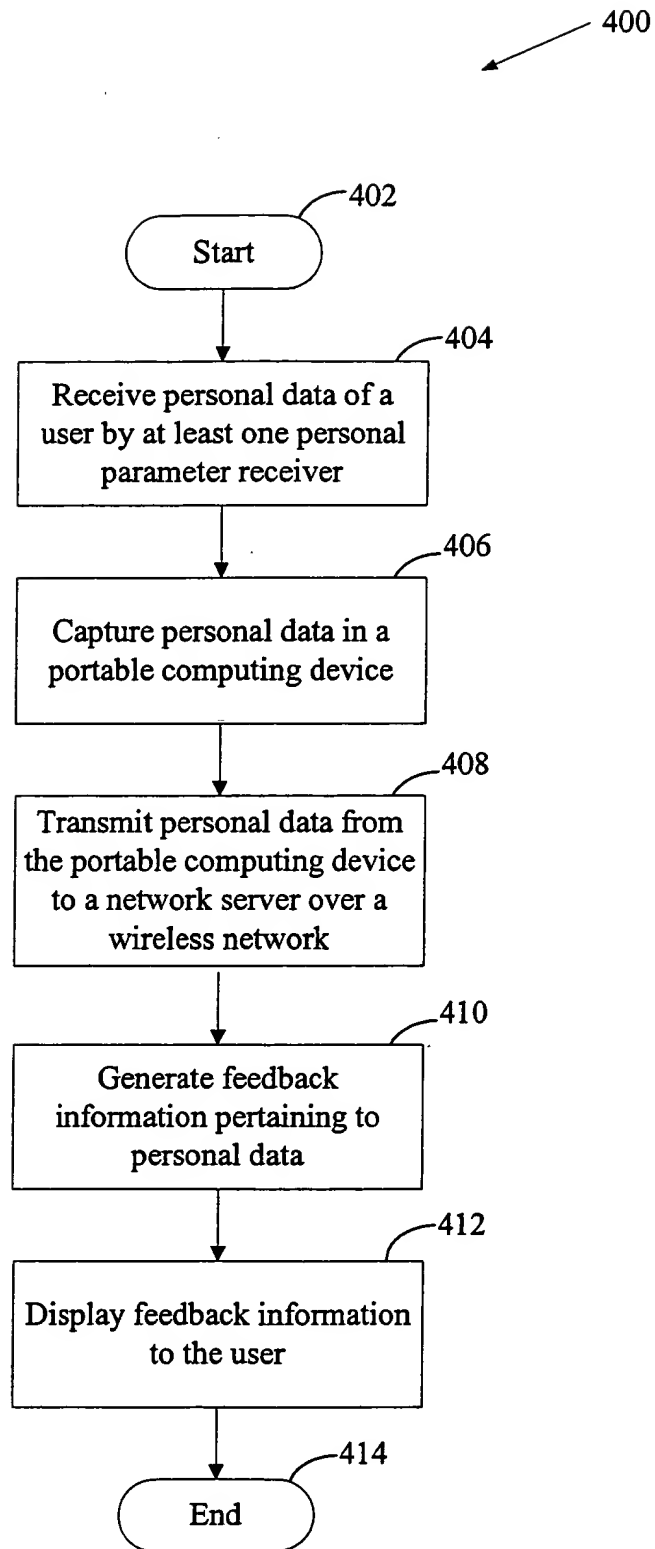 400
402
Start
404
Receive personal data of a
user by at least one personal
parameter receiver
406
Capture personal data in a
portable computing device
408
Transmit personal data from
the portable computing device
to a network server over a
wireless network
410
Generate feedback
information pertaining to
personal data
412
Display feedback information
to the user
414
End